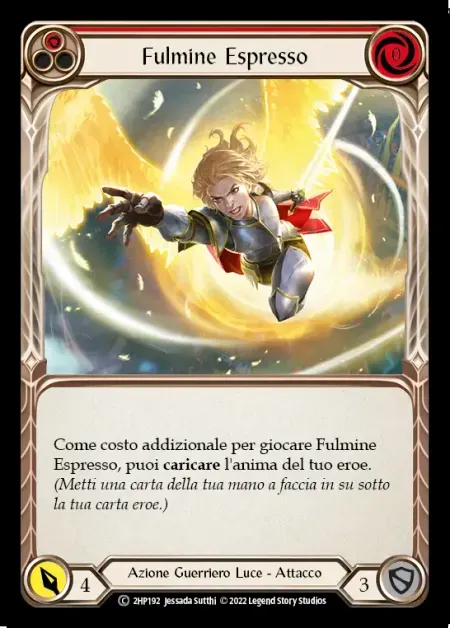 Fulmine Espresso
0
Come costo addizionale per giocare Fulmine
Espresso, puoi caricare l'anima del tuo eroe.
(Metti una carta della tua mano a faccia in su sotto
la tua carta eroe.)
4
Azione Guerriero Luce - Attacco
3
C 2HP192 Jessada Sutthi © 2022 Legend Story Studios